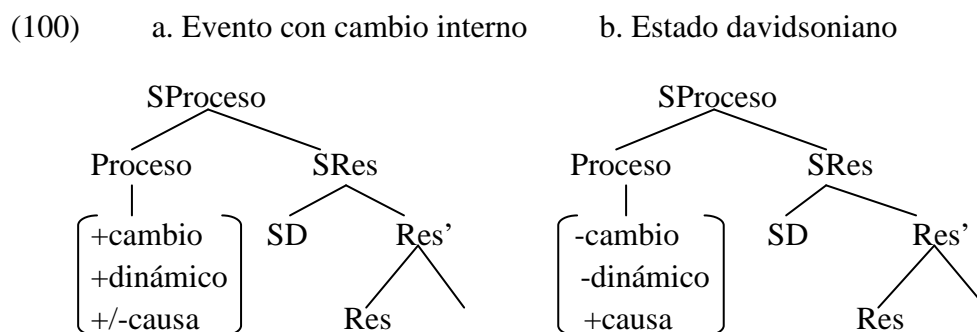 (100) a. Evento con cambio interno b. Estado davidsoniano
SProceso SProceso
Proceso SRes Proceso SRes
+cambio SD Res’ -cambio SD Res’
+dinámico -dinámico
+/-causa Res +causa Res